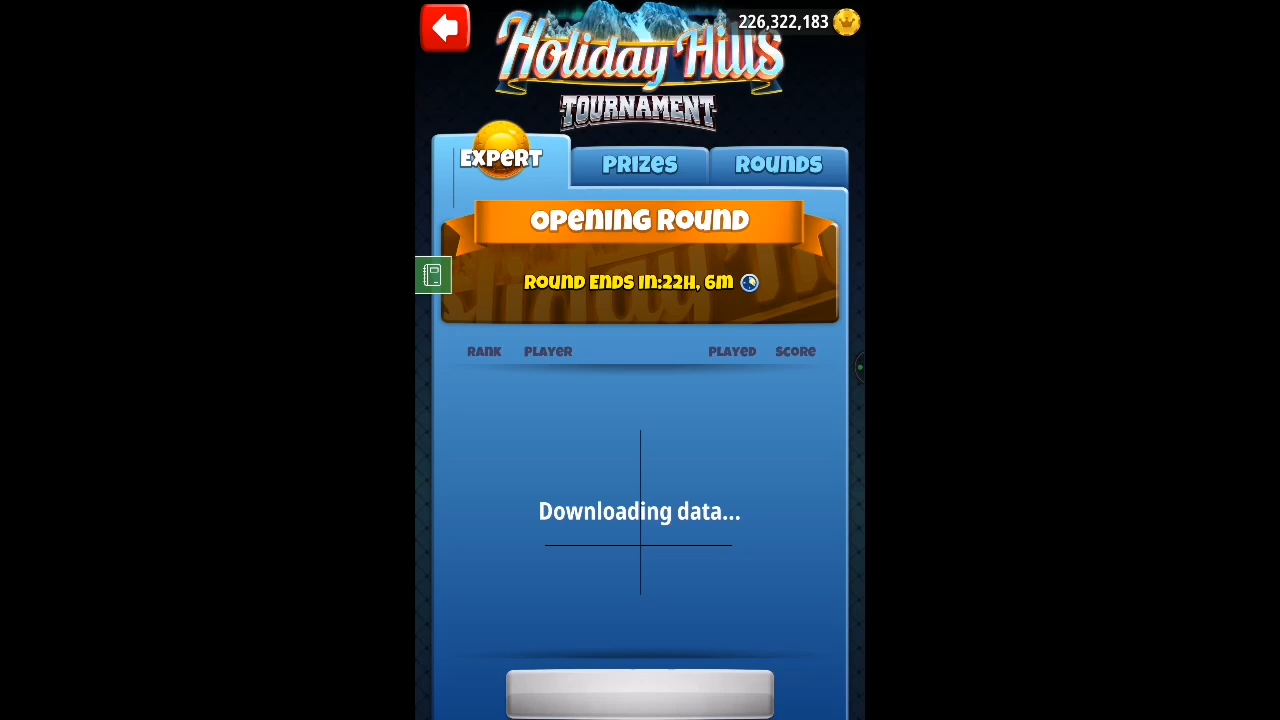 226,322,183
Holiday Hills
TOURNAMENT
EXPERT
PRIZES
ROUNDS
OPENING ROUND
ROUND ENDS IN:22H, 6M
RANK PLAYER PLAYED SCORE
Downloading data...